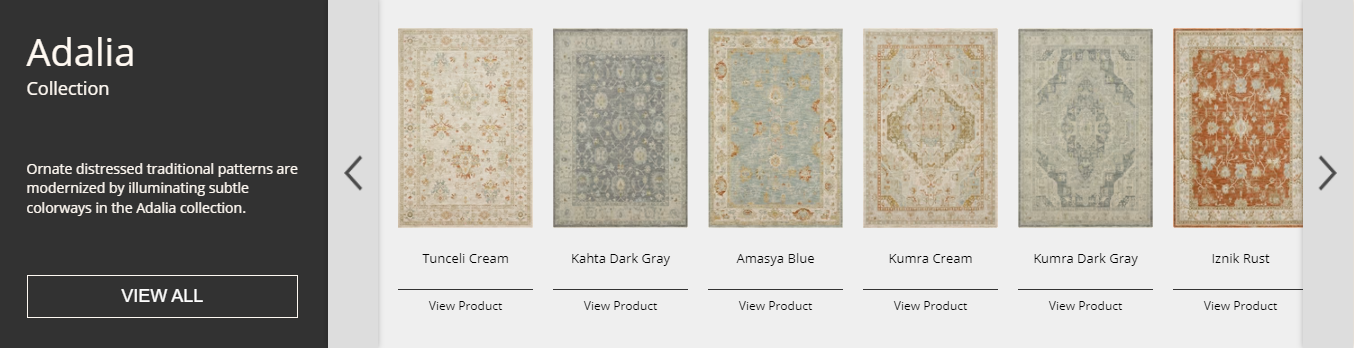 Adalia
Collection
Ornate distressed traditional patterns are
modernized by illuminating subtle
colorways in the Adalia collection.
VIEW ALL
Tunceli Cream
View Product
Kahta Dark Gray
View Product
Amasya Blue
View Product
Kumra Cream
View Product
Kumra Dark Gray
View Product
Iznik Rust
View Product